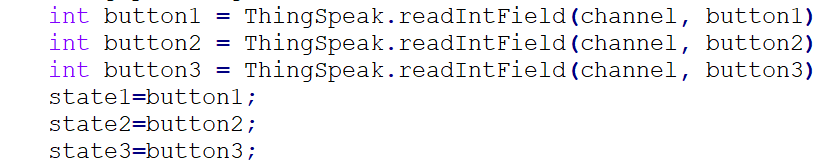 int button1 = ThingSpeak.readIntField(channel, button1)
int button2 = ThingSpeak.readIntField(channel, button2)
int button3 = ThingSpeak.readIntField(channel, button3)
state1=button1;
state2=button2;
state3=button3;